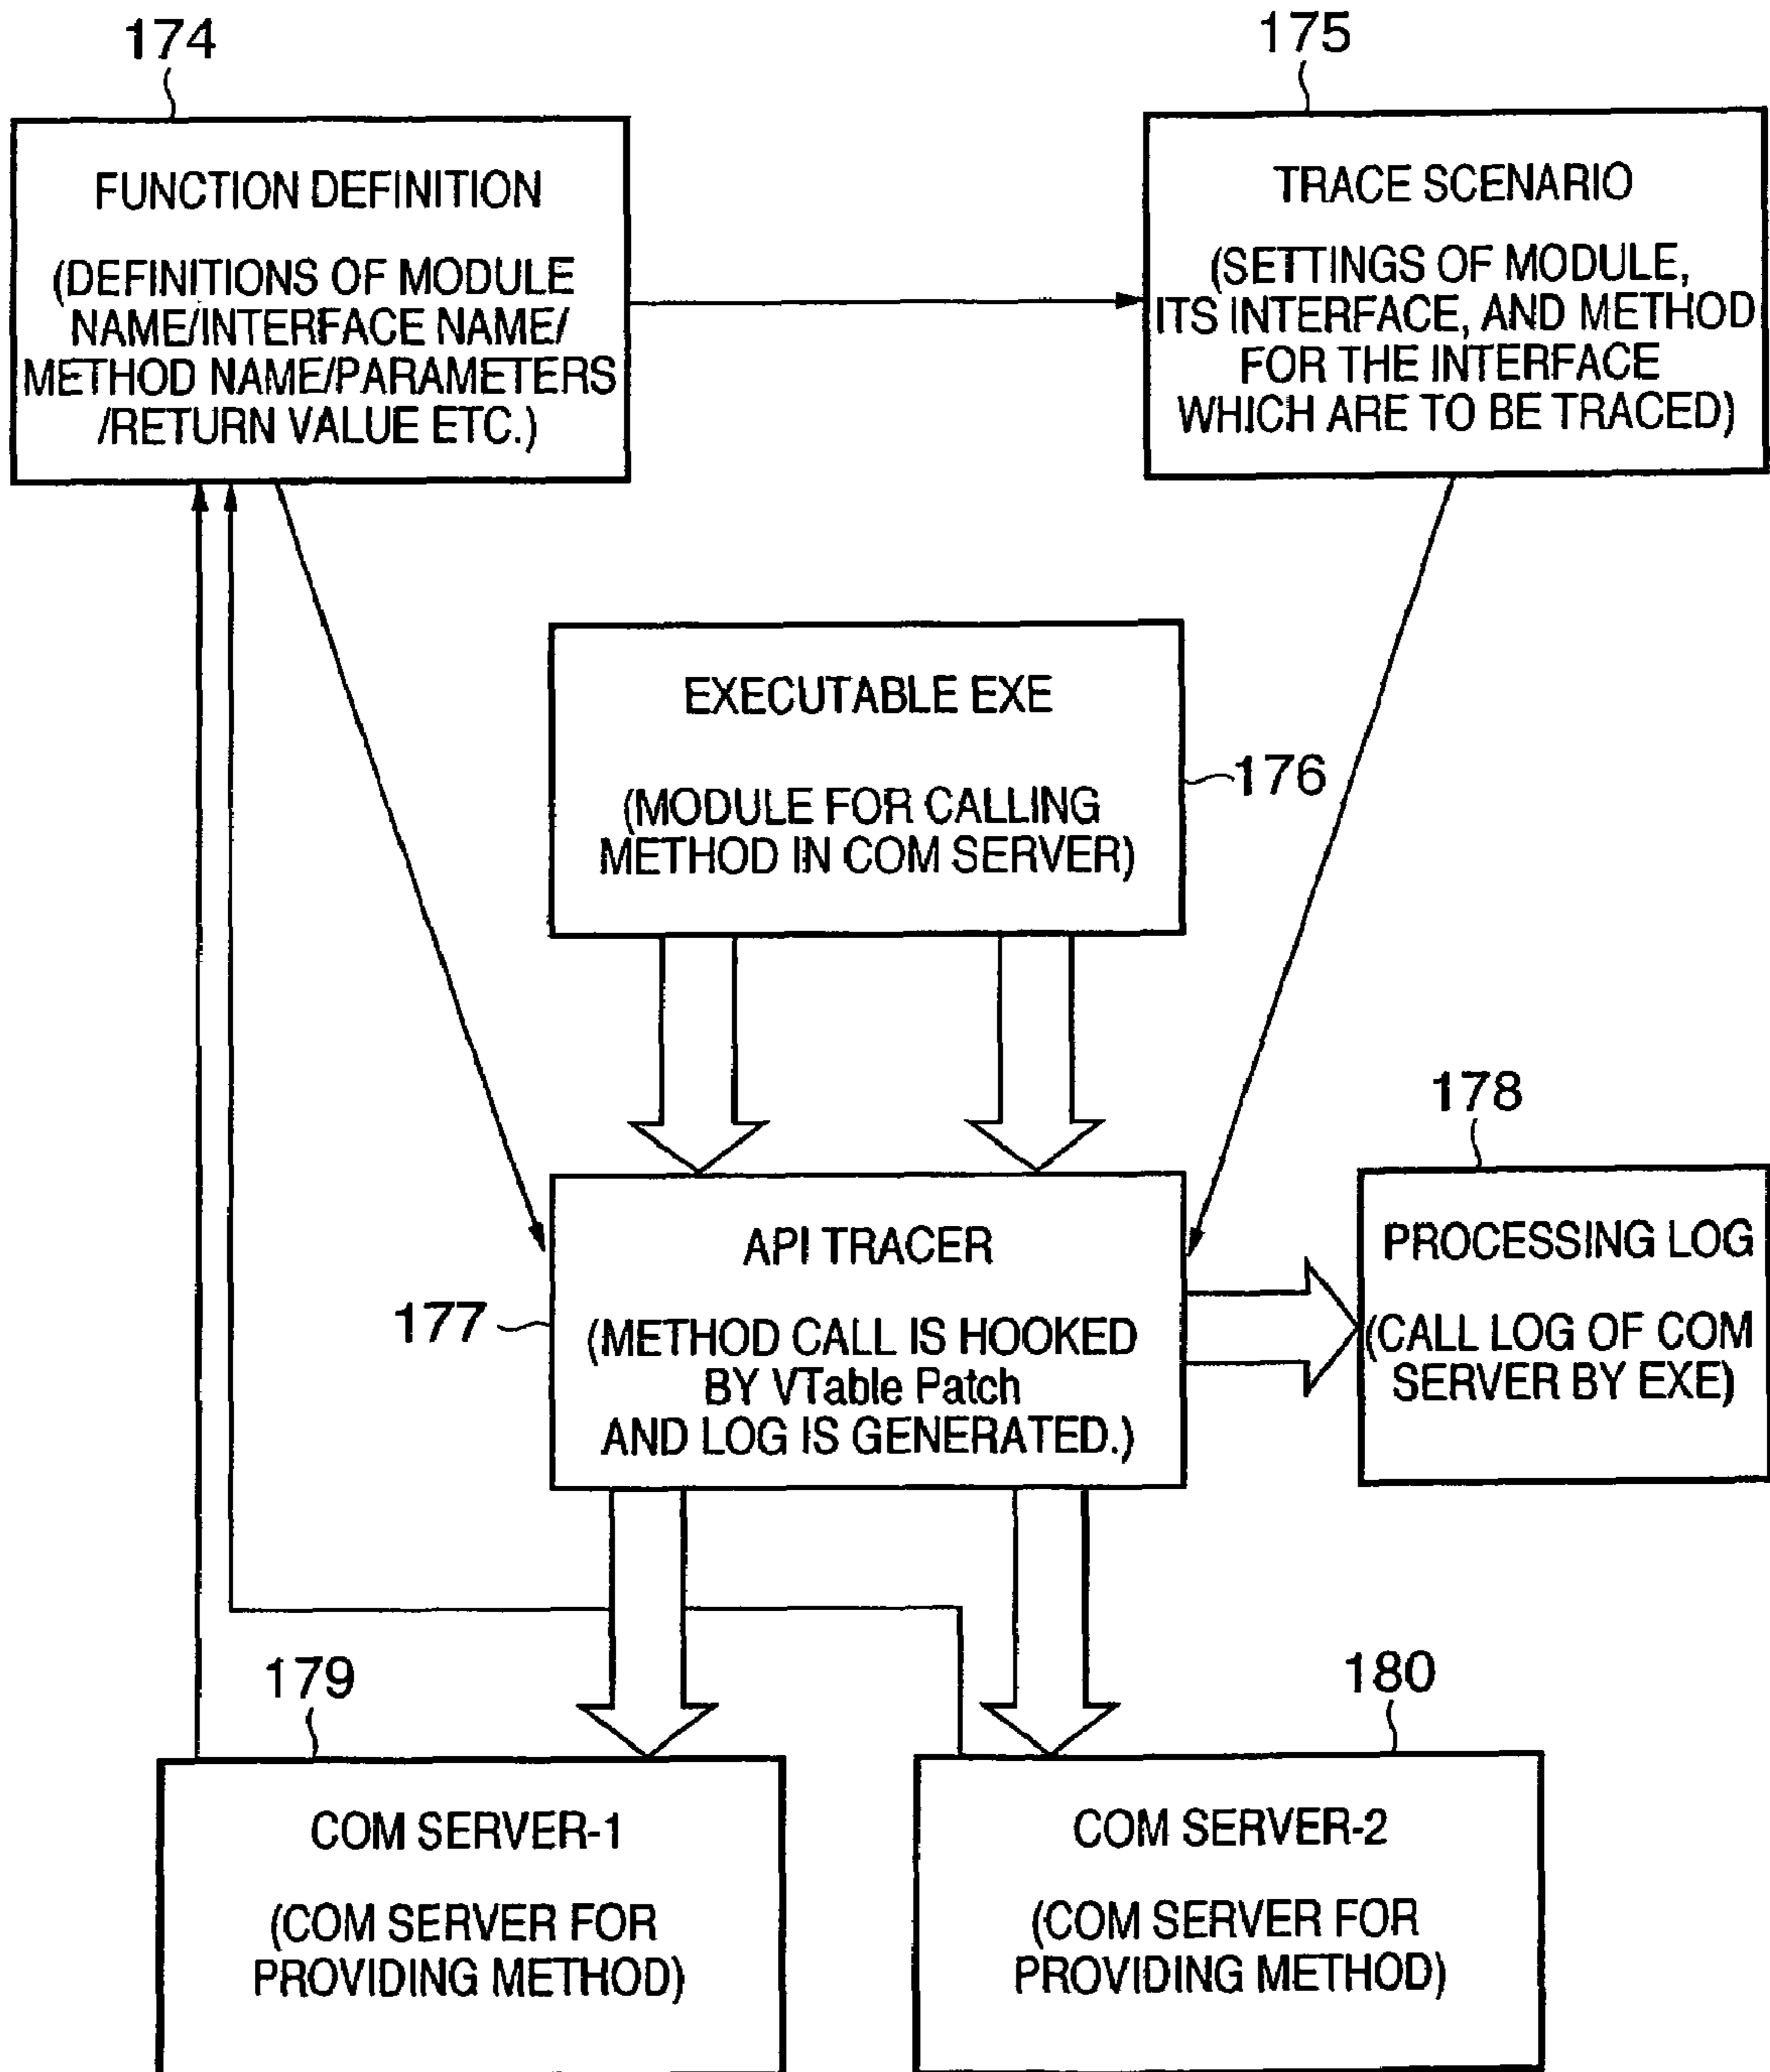 174
FUNCTION DEFINITION
(DEFINITIONS OF MODULE
NAME/INTERFACE NAME/
METHOD NAME/PARAMETERS
/RETURN VALUE ETC.)
175
TRACE SCENARIO
(SETTINGS OF MODULE,
ITS INTERFACE, AND METHOD
FOR THE INTERFACE
WHICH ARE TO BE TRACED)
EXECUTABLE EXE
(MODULE FOR CALLING
METHOD IN COM SERVER)
176
API TRACER
(METHOD CALL IS HOOKED
BY VTable Patch
AND LOG IS GENERATED.)
177
178
PROCESSING LOG
(CALL LOG OF COM
SERVER BY EXE)
179
COM SERVER-1
(COM SERVER FOR
PROVIDING METHOD)
180
COM SERVER-2
(COM SERVER FOR
PROVIDING METHOD)